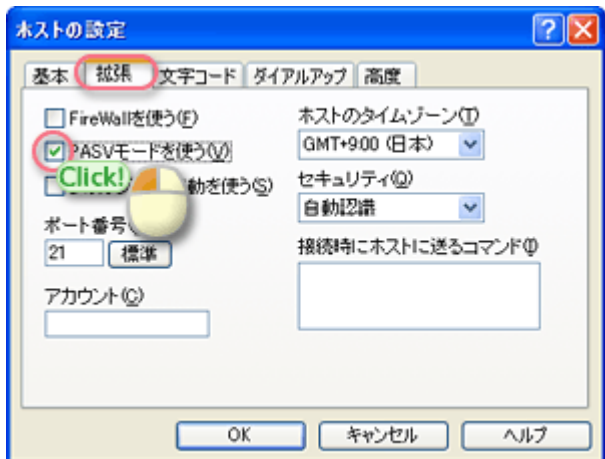 ホストの設定
基本 拡張 文字コード ダイアルアップ 高度
FireWallを使う(F)
PASVモードを使う(V)
Click!
動を使う(S)
ポート番号
21 標準
アカウント(C)
ホストのタイムゾーン(T)
GMT+9:00 (日本)
セキュリティ(Q)
自動認識
接続時にホストに送るコマンド(I)
OK キャンセル ヘルプ